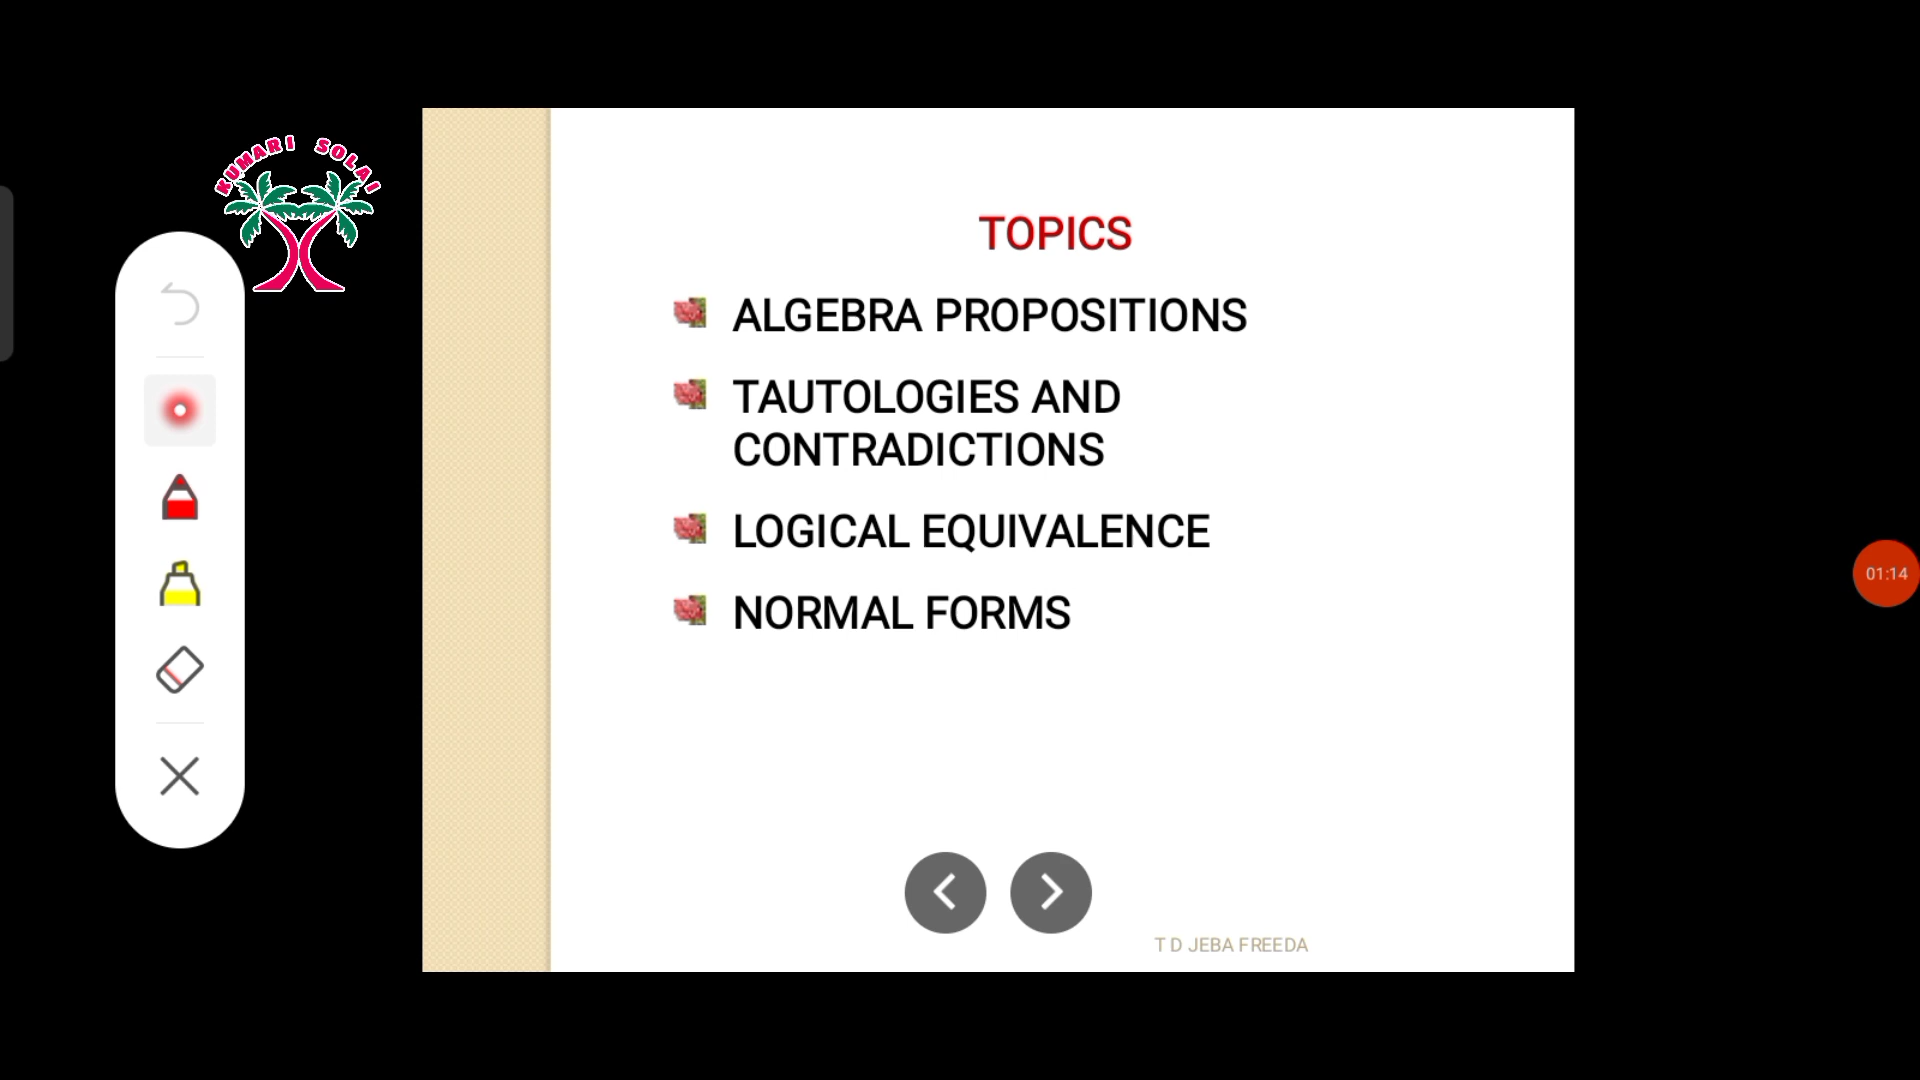 KUMARI SOLAI
TOPICS
ALGEBRA PROPOSITIONS
TAUTOLOGIES AND
CONTRADICTIONS
LOGICAL EQUIVALENCE
NORMAL FORMS
01:14
T D JEBA FREEDA